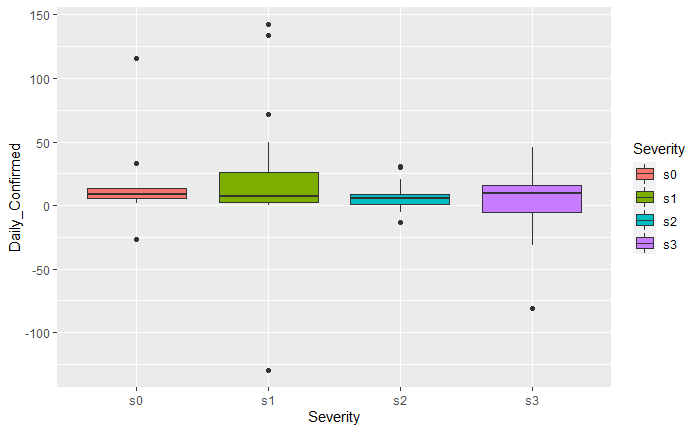 150
100
50
0
-50
-100
Daily_Confirmed
s0 s1 s2 s3
Severity
Severity
s0
s1
s2
s3